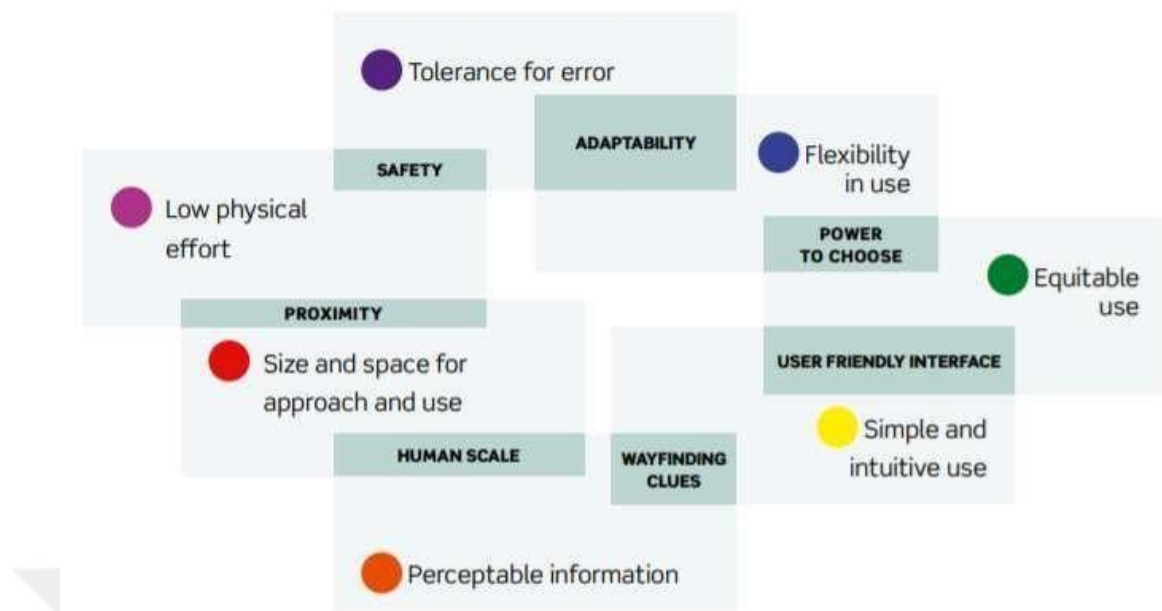 Tolerance for error
ADAPTABILITY
Flexibility
in use
SAFETY
Low physical
effort
POWER
TO CHOOSE
Equitable
use
PROXIMITY
Size and space for
approach and use
USER FRIENDLY INTERFACE
Simple and
intuitive use
HUMAN SCALE
WAYFINDING
CLUES
Perceptable information